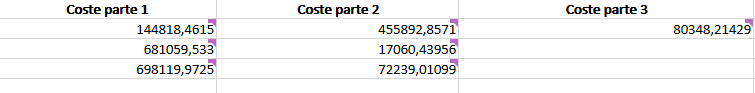 Coste parte 1 Coste parte 2 Coste parte 3
144818,4615 455892,8571 80348,21429
681059,533 17060,43956
698119,9725 72239,01099